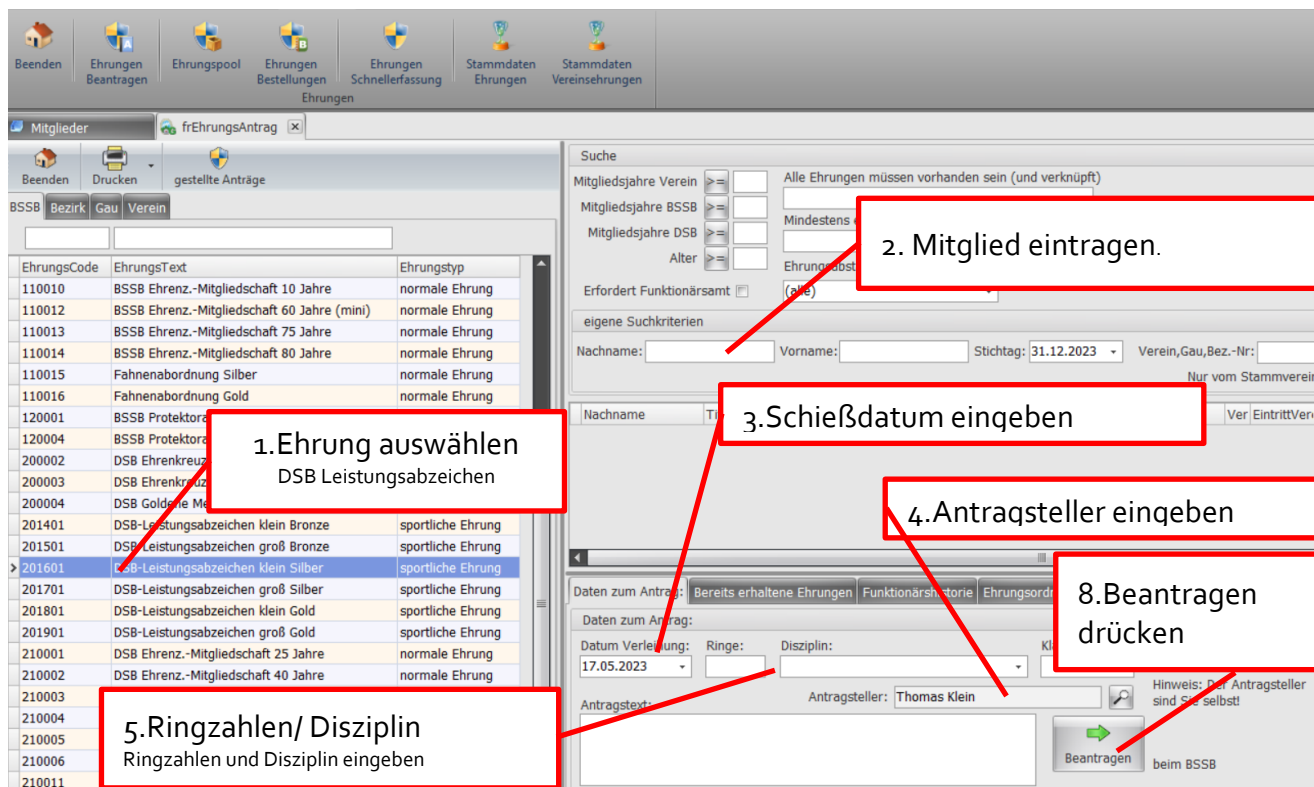 Beenden
Ehrungen
Beantragen
Ehrungspool
Ehrungen
Bestellungen
Ehrungen
Schnellerfassung
Stammdaten
Ehrungen
Stammdaten
Vereinsehrungen
Ehrungen
Mitglieder
frEhrungsAntrag
Beenden
Drucken
gestellte Anträge
BSSB Bezirk Gau Verein
EhrungsCode EhrungsText Ehrungstyp
110010 BSSB Ehrenz.-Mitgliedschaft 10 Jahre normale Ehrung
110012 BSSB Ehrenz.-Mitgliedschaft 60 Jahre (mini) normale Ehrung
110013 BSSB Ehrenz.-Mitgliedschaft 75 Jahre normale Ehrung
110014 BSSB Ehrenz.-Mitgliedschaft 80 Jahre normale Ehrung
110015 Fahnenabordnung Silber normale Ehrung
110016 Fahnenabordnung Gold normale Ehrung
120001 BSSB
120004 BSSB
200002 DSB
200003 DSB
200004 DSB
201401 DSB-Leistungsabzeichen klein Bronze sportliche Ehrung
201501 DSB-Leistungsabzeichen groß Bronze sportliche Ehrung
201601 DSB-Leistungsabzeichen klein Silber sportliche Ehrung
201701 DSB-Leistungsabzeichen groß Silber sportliche Ehrung
201801 DSB-Leistungsabzeichen klein Gold sportliche Ehrung
201901 DSB-Leistungsabzeichen groß Gold sportliche Ehrung
210001 DSB Ehrenz.-Mitgliedschaft 25 Jahre normale Ehrung
210002 DSB Ehrenz.-Mitgliedschaft 40 Jahre normale Ehrung
210003
210004
210005
210006
210011
1.Ehrung auswählen
DSB Leistungsabzeichen
5.Ringzahlen/ Disziplin
Ringzahlen und Disziplin eingeben
Suche
Mitgliedsjahre Verein >=
Mitgliedsjahre BSSB >=
Mitgliedsjahre DSB >=
Alter >=
Erfordert Funktionärsamt
Alle Ehrungen müssen vorhanden sein (und verknüpft)
Mindestens
(alle)
2. Mitglied eintragen.
eigene Suchkriterien
Nachname: Vorname: Stichtag: 31.12.2023 Verein,Gau,Bez.-Nr:
Nur vom Stammverein
Nachname Ver
3.Schießdatum eingeben
4.Antragsteller eingeben
Daten zum Antrag: Bereits erhaltene Ehrungen Funktionärshistorie
8.Beantragen
drücken
Daten zum Antrag:
Datum Verleihung: Ringe: Disziplin:
17.05.2023
Antragsteller: Thomas Klein
Hinweis: Der Antragsteller
sind Sie selbst!
Antragstext:
Beantragen
beim BSSB